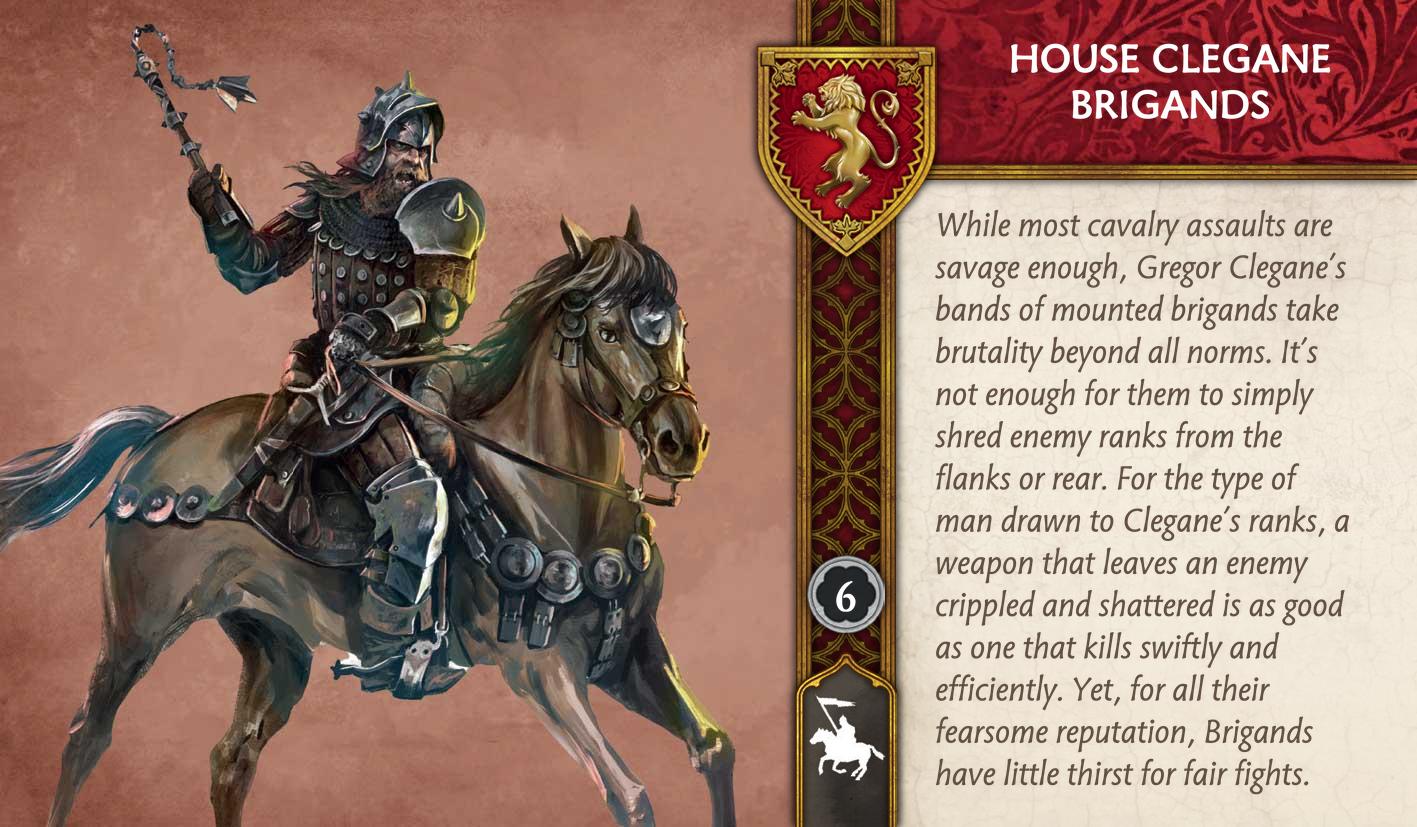 HOUSE CLEGANE
BRIGANDS
While most cavalry assaults are
savage enough, Gregor Clegane's
bands of mounted brigands take
brutality beyond all norms. It's
not enough for them to simply
shred enemy ranks from the
flanks or rear. For the type of
man drawn to Clegane's ranks, a
weapon that leaves an enemy
crippled and shattered is as good
as one that kills swiftly and
efficiently. Yet, for all their
fearsome reputation, Brigands
have little thirst for fair fights.
6